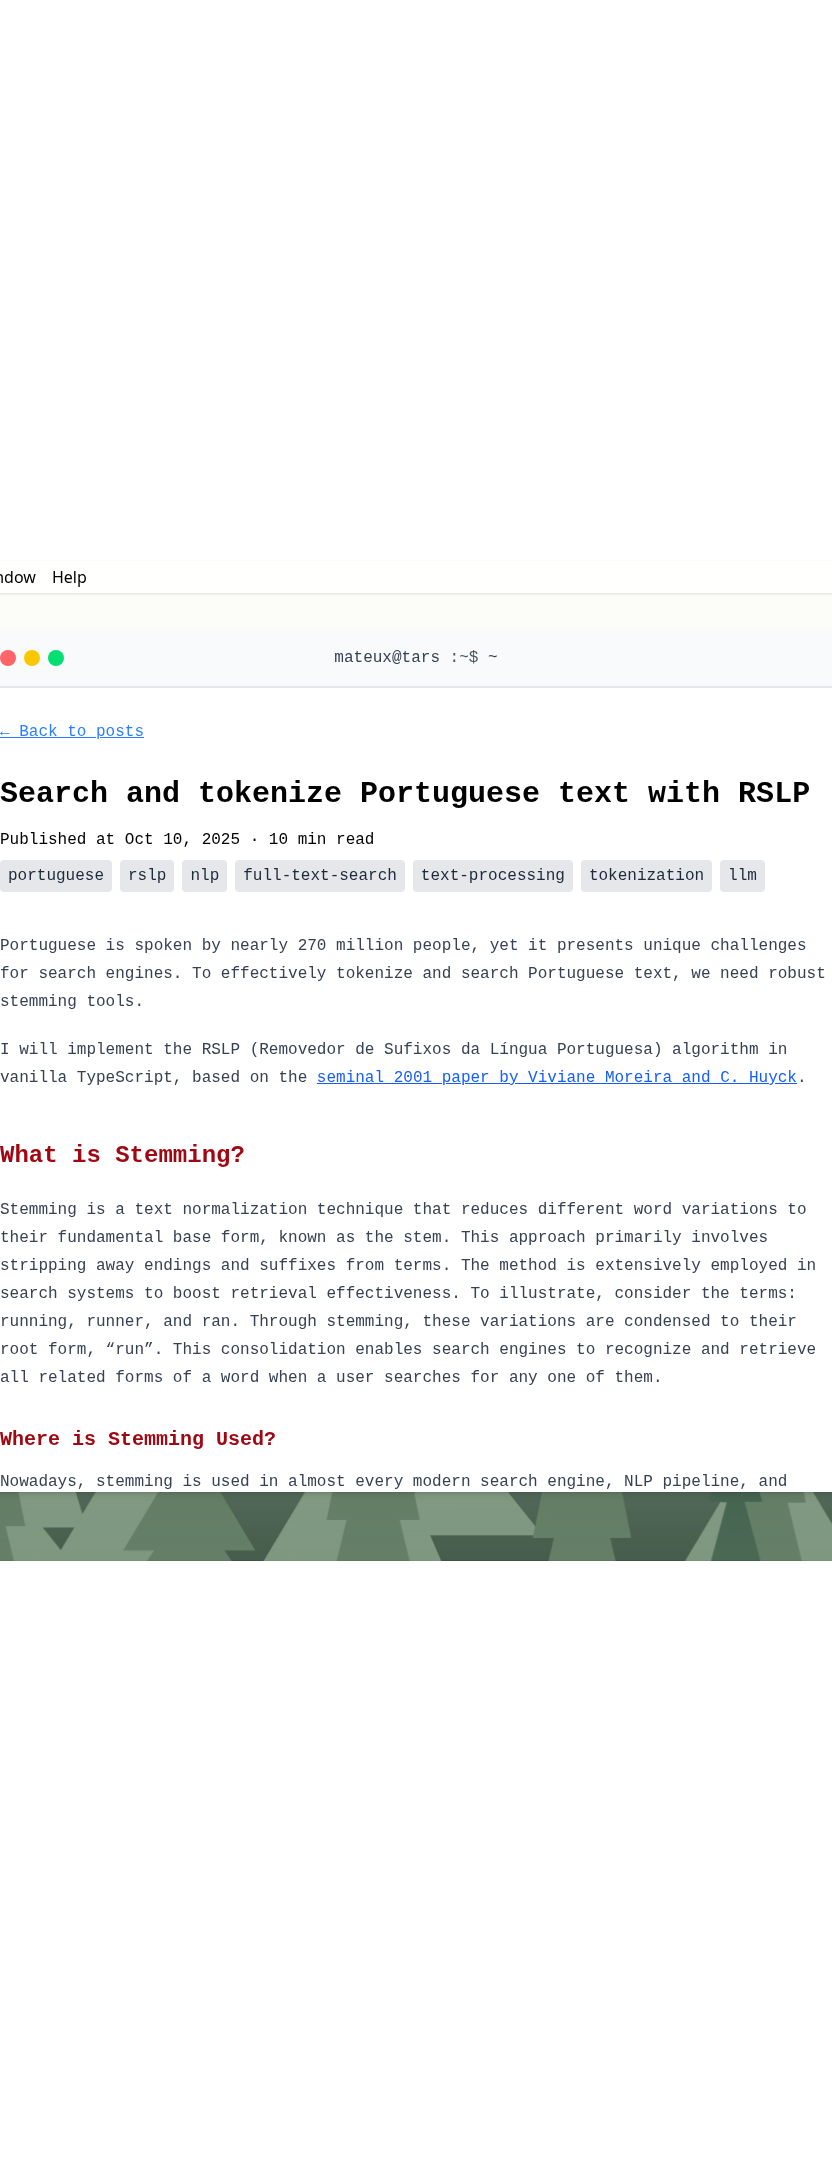 Help
mateux@tars :~$ ~
← Back to posts
Search and tokenize Portuguese text with RSLP
Published at Oct 10, 2025 · 10 min read
portuguese rslp nlp full-text-search text-processing tokenization llm
Portuguese is spoken by nearly 270 million people, yet it presents unique challenges
for search engines. To effectively tokenize and search Portuguese text, we need robust
stemming tools.
I will implement the RSLP (Removedor de Sufixos da Língua Portuguesa) algorithm in
vanilla TypeScript, based on the seminal 2001 paper by Viviane Moreira and C. Huyck.
What is Stemming?
Stemming is a text normalization technique that reduces different word variations to
their fundamental base form, known as the stem. This approach primarily involves
stripping away endings and suffixes from terms. The method is extensively employed in
search systems to boost retrieval effectiveness. To illustrate, consider the terms:
running, runner, and ran. Through stemming, these variations are condensed to their
root form, “run”. This consolidation enables search engines to recognize and retrieve
all related forms of a word when a user searches for any one of them.
Where is Stemming Used?
Nowadays, stemming is used in almost every modern search engine, NLP pipeline, and